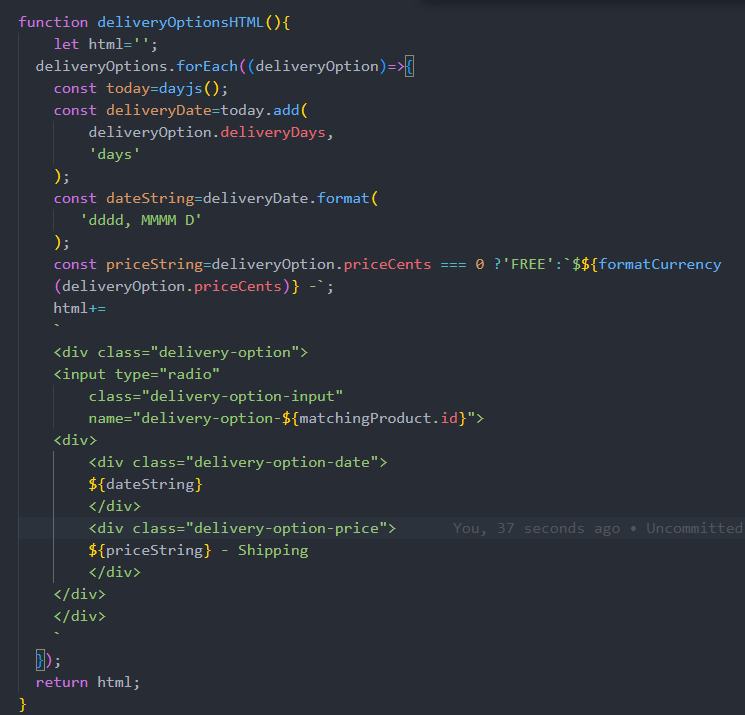 function deliveryOptionsHTML(){
    let html='';
  deliveryOptions.forEach((deliveryOption)=>{
    const today=dayjs();
    const deliveryDate=today.add(
        deliveryOption.deliveryDays,
        'days'
    );
    const dateString=deliveryDate.format(
       'dddd, MMMM D'
    );
    const priceString=deliveryOption.priceCents === 0 ?'FREE':`$${formatCurrency
    (deliveryOption.priceCents)} -`;
    html+=
    `
    <div class="delivery-option">
    <input type="radio"
        class="delivery-option-input"
        name="delivery-option-${matchingProduct.id}">
    <div>
        <div class="delivery-option-date">
        ${dateString}
        </div>
        <div class="delivery-option-price">      You, 37 seconds ago • Uncommitted
        ${priceString} - Shipping
        </div>
    </div>
    </div>
    `
  });
  return html;
}